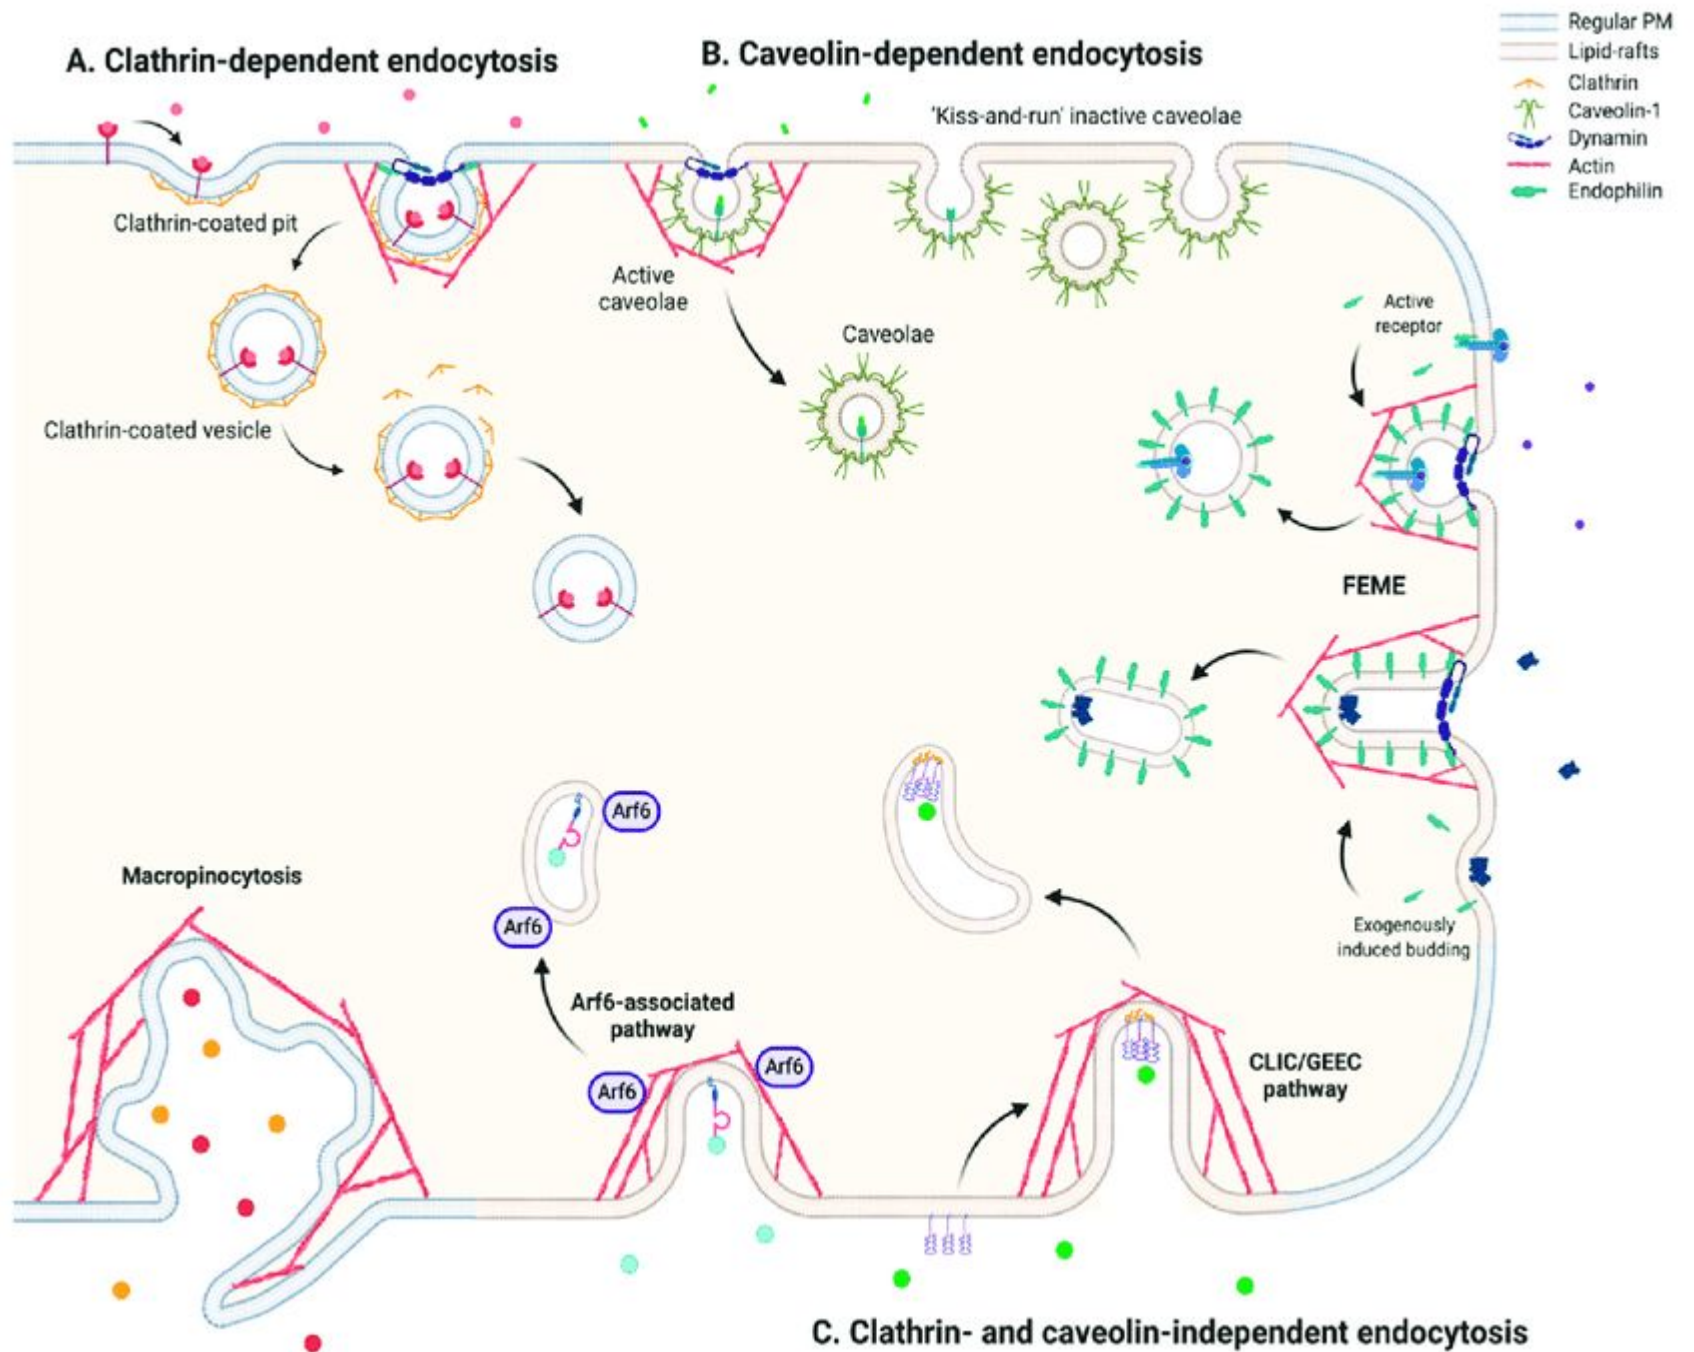 A. Clathrin-dependent endocytosis
B. Caveolin-dependent endocytosis
Regular PM
Lipid-rafts
Clathrin
Caveolin-1
Dynamin
Actin
Endophilin
'Kiss-and-run' inactive caveolae
Clathrin-coated pit
Active
caveolae
Caveolae
Clathrin-coated vesicle
Active
receptor
FEME
Arf6
Arf6
Macropinocytosis
Exogenously
induced budding
Arf6-associated
pathway
Arf6
Arf6
CLIC/GEEC
pathway
C. Clathrin- and caveolin-independent endocytosis